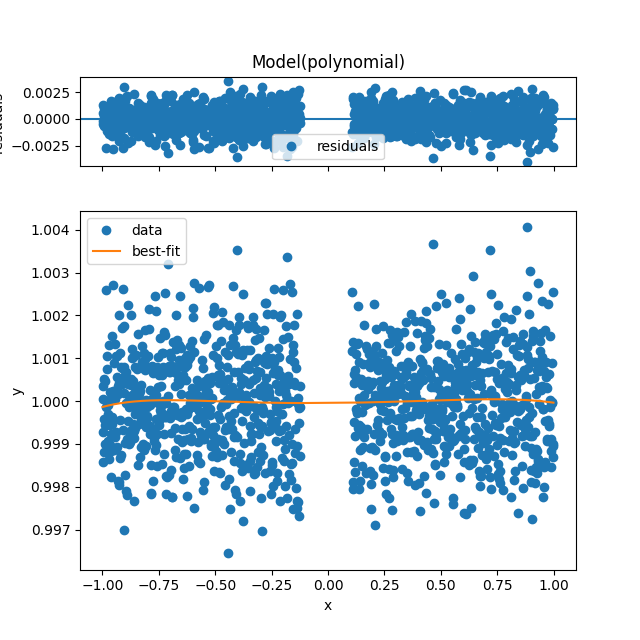 Model(polynomial)
0.0025
0.0000
−0.0025
residuals
residuals
1.004
1.003
1.002
1.001
1.000
0.999
0.998
0.997
y
data
best-fit
−1.00 −0.75 −0.50 −0.25 0.00 0.25 0.50 0.75 1.00
x